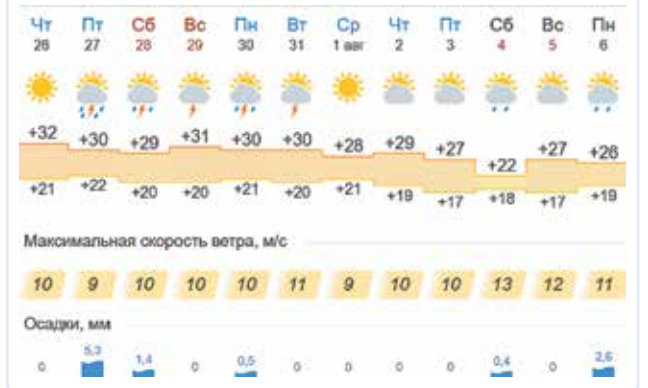 Чт Пт Сб Вс Пн Вт Ср Чт Пт Сб Вс Пн
26 27 28 29 30 31 1 авг 2 3 4 5 6
+32 +30 +29 +31 +30 +30 +28 +29 +27 +22 +27 +26
+21 +22 +20 +20 +21 +20 +21 +19 +17 +18 +17 +19
Максимальная скорость ветра, м/с
10 9 10 10 10 11 9 10 10 13 12 11
Осадки, мм
0 5,3 1,4 0 0,5 0 0 0 0 0,4 0 2,6